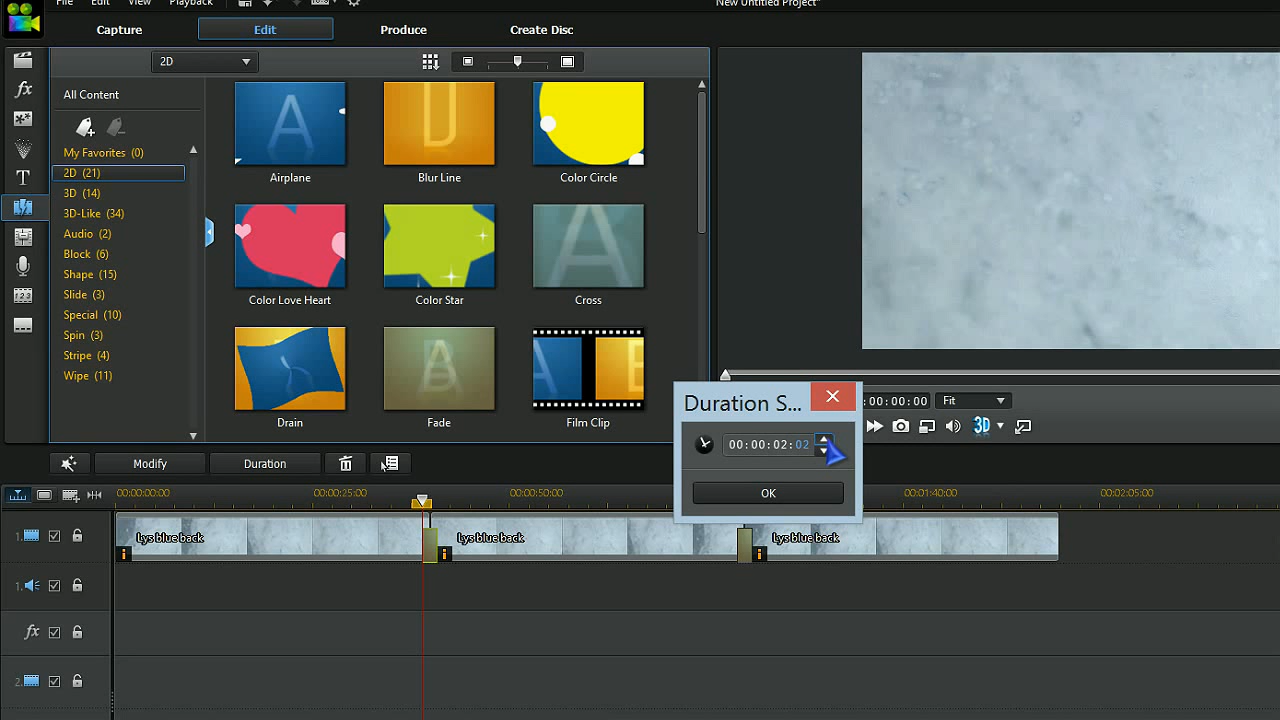 File Edit View Playback
New Untitled Project*
Capture Edit Produce Create Disc
2D
All Content
My Favorites (0)
2D (21)
3D (14)
3D-Like (34)
Audio (2)
Block (6)
Shape (15)
Slide (3)
Special (10)
Spin (3)
Stripe (4)
Wipe (11)
A
D
Airplane Blur Line Color Circle
A
Color Love Heart Color Star Cross
Drain Fade Film Clip
:00:00:00 Fit
3D
Duration S...
00:00:02:02
OK
Modify Duration
00:00:00:00 00:00:25:00 00:00:50:00 00:01:40:00 00:02:05:00
1. Lys blue back Lys blue back Lys blue back
1.
fx
2.